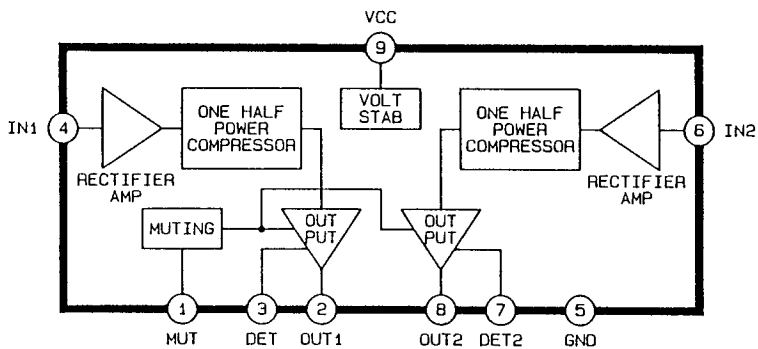 VCC
9
VOLT
STAB
IN1
4
ONE HALF
POWER
COMPRESSOR
RECTIFIER
AMP
ONE HALF
POWER
COMPRESSOR
6
IN2
RECTIFIER
AMP
MUTING
OUT
PUT
OUT
PUT
1
3
2
8
7
5
MUT
DET
OUT1
OUT2
DET2
GND